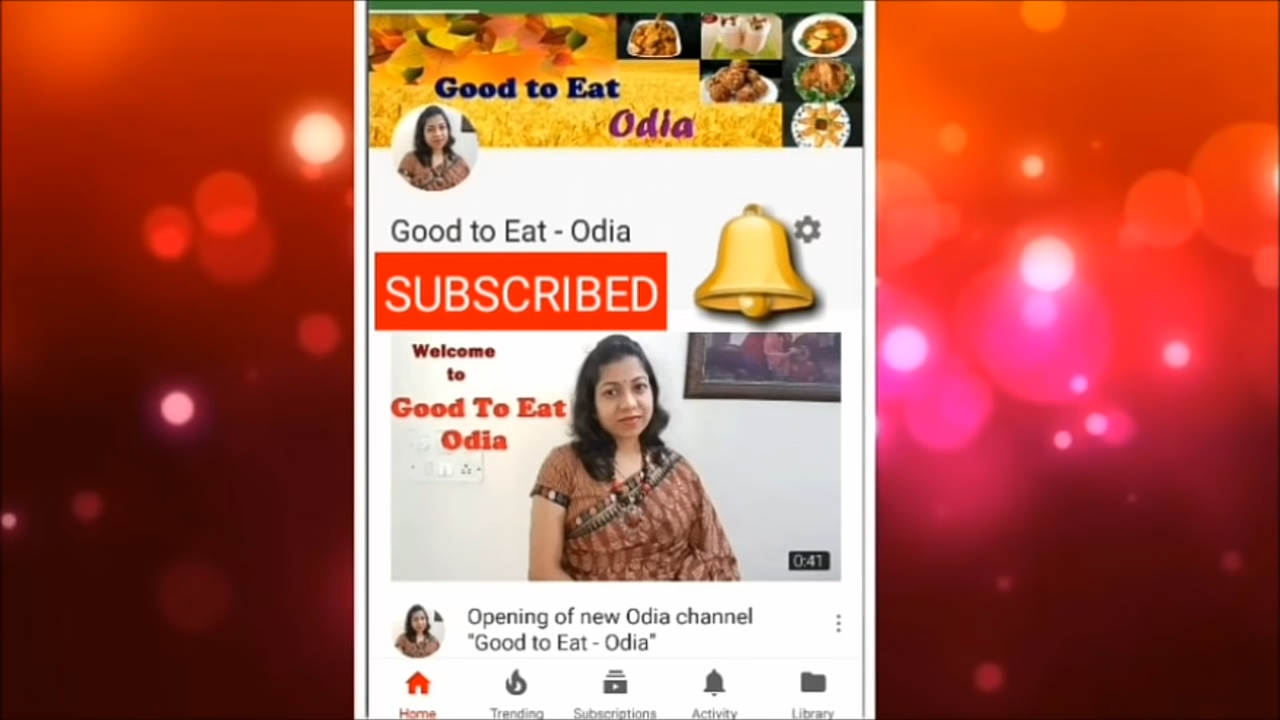 Good to Eat
Odia
Good to Eat - Odia
SUBSCRIBED
Welcome
to
Good To Eat
Odia
0:41
Opening of new Odia channel
"Good to Eat - Odia"
Home Trending Subscriptions Activity Library